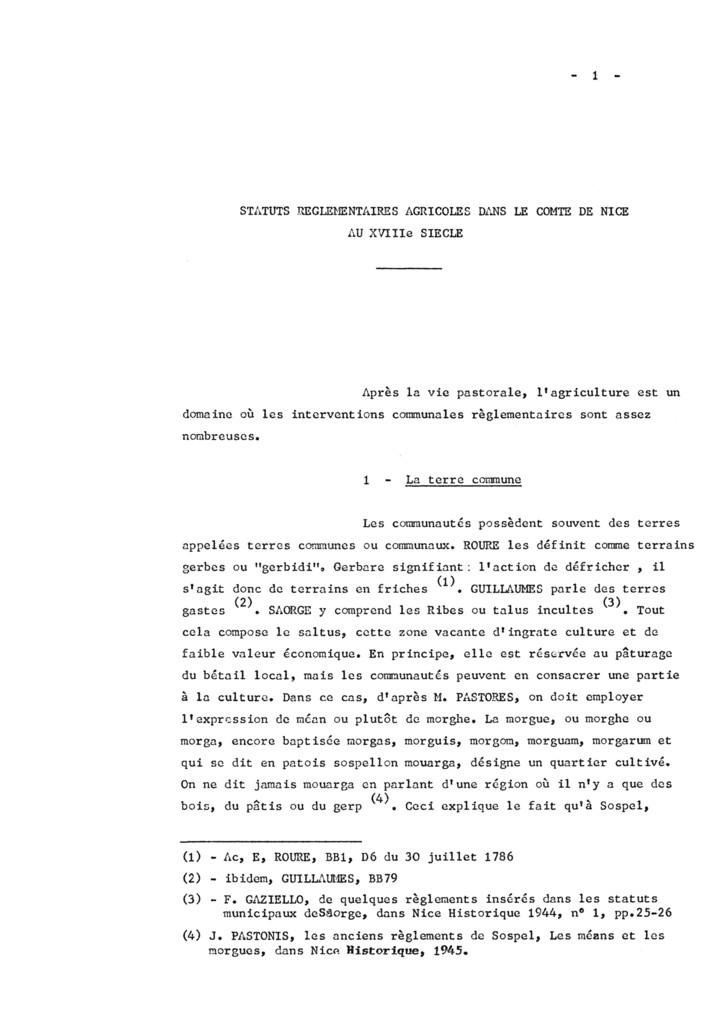 - 1 -
STATUTS REGLEMENTAIRES AGRICOLES DANS LE COMTE DE NICE
AU XVIIIe SIECLE
Après la vie pastorale, l'agriculture est un
domaine où les interventions communales règlementaires sont assez
nombreuses.
1 - La terre commune
Les communautés possèdent souvent des terres
appelées terres communes ou communaux. ROURE les définit comme terrains
gerbes ou "gerbidi". Gerbare signifiant : l'action de défricher , il
s'agit donc de terrains en friches (1). GUILLAUMES parle des terres
gastes (2). SAORGE y comprend les Ribes ou talus incultes (3). Tout
cela compose le saltus, cette zone vacante d'ingrate culture et de
faible valeur économique. En principe, elle est réservée au pâturage
du bétail local, mais les communautés peuvent en consacrer une partie
à la culture. Dans ce cas, d'après M. PASTORES, on doit employer
l'expression de méan ou plutôt de morghe. La morgue, ou morghe ou
morga, encore baptisée morgas, morguis, morgom, morguam, morgarum et
qui se dit en patois sospellon mouarga, désigne un quartier cultivé.
On ne dit jamais mouarga en parlant d'une région où il n'y a que des
bois, du pâtis ou du gerp (4). Ceci explique le fait qu'à Sospel,
(1) - Ac, E, ROURE, BB1, D6 du 30 juillet 1786
(2) - ibidem, GUILLAUMES, BB79
(3) - F. GAZIELLO, de quelques règlements insérés dans les statuts
municipaux deSaorge, dans Nice Historique 1944, n° 1, pp.25-26
(4) J. PASTONIS, les anciens règlements de Sospel, Les méans et les
morgues, dans Nice Historique, 1945.